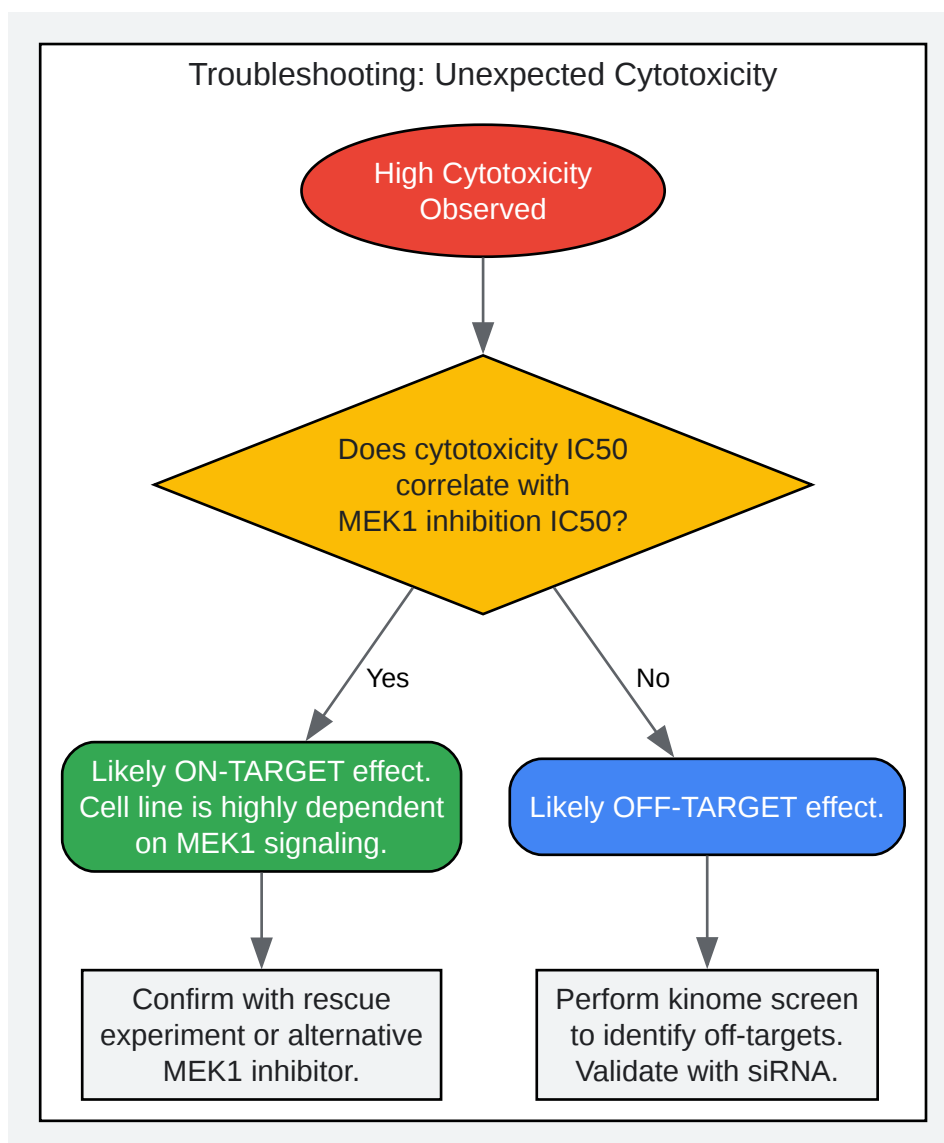 Troubleshooting: Unexpected Cytotoxicity
High Cytotoxicity
Observed
Does cytotoxicity IC50
correlate with
MEK1 inhibition IC50?
Yes
No
Likely ON-TARGET effect.
Cell line is highly dependent
on MEK1 signaling.
Likely OFF-TARGET effect.
Confirm with rescue
experiment or alternative
MEK1 inhibitor.
Perform kinome screen
to identify off-targets.
Validate with siRNA.